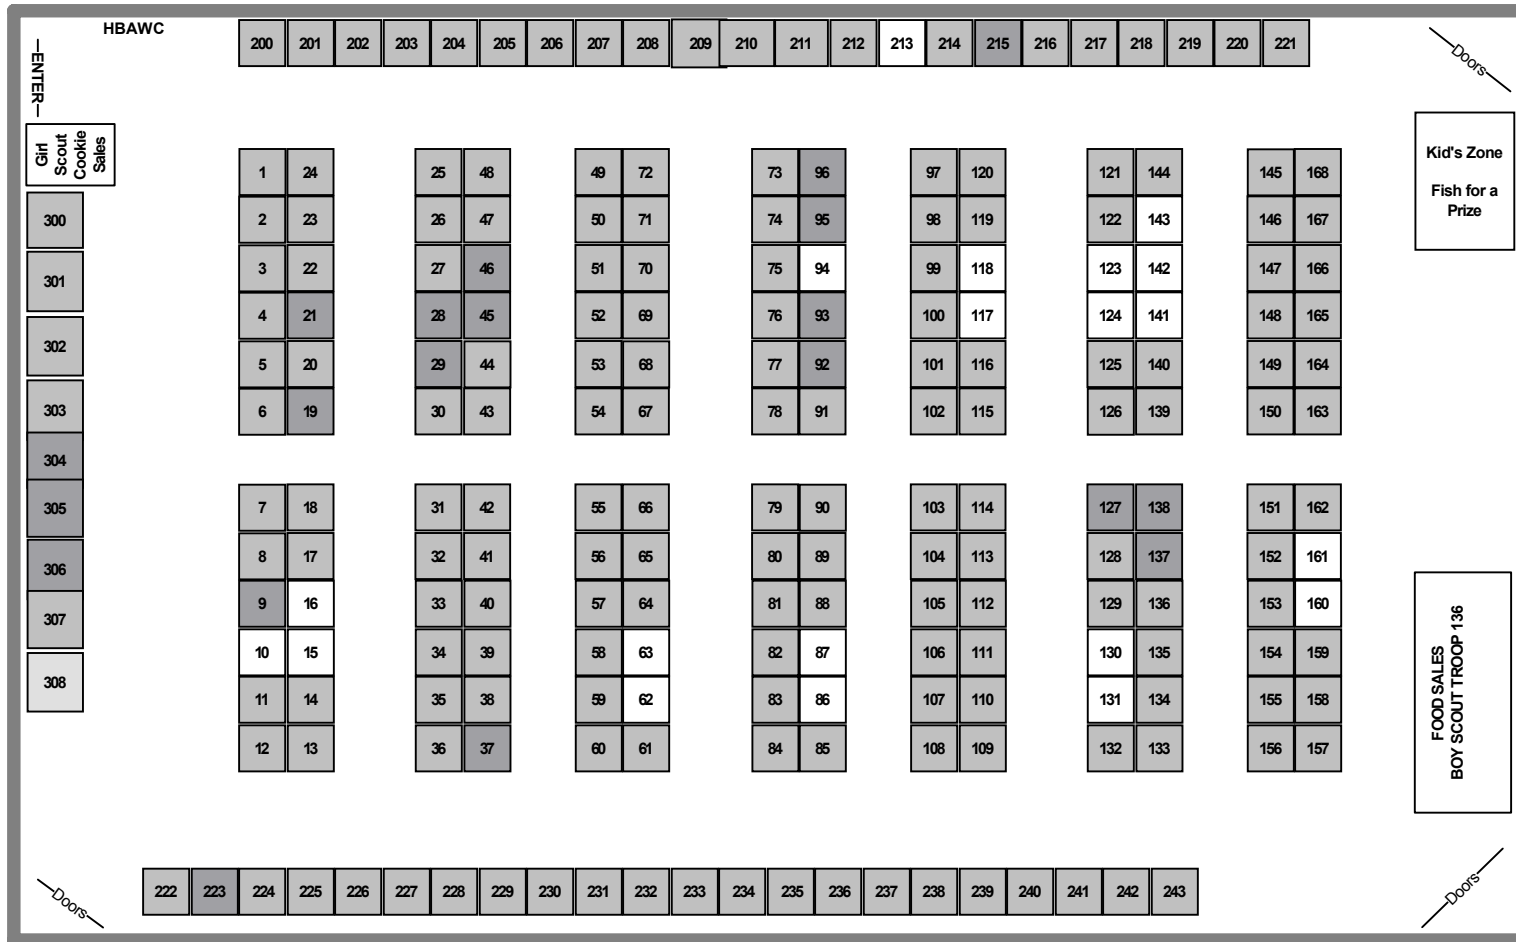 HBAWC
200 201 202 203 204 205 206 207 208 209 210 211 212 213 214 215 216 217 218 219 220 221
—ENTER—
Doors
Girl
Scout
Cookie
Sales
Kid's Zone
Fish for a
Prize
300
301
302
303
304
305
306
307
308
1 24 25 48 49 72 73 96 97 120 121 144 145 168
2 23 26 47 50 71 74 95 98 119 122 143 146 167
3 22 27 46 51 70 75 94 99 118 123 142 147 166
4 21 28 45 52 69 76 93 100 117 124 141 148 165
5 20 29 44 53 68 77 92 101 116 125 140 149 164
6 19 30 43 54 67 78 91 102 115 126 139 150 163
7 18 31 42 55 66 79 90 103 114 127 138 151 162
8 17 32 41 56 65 80 89 104 113 128 137 152 161
9 16 33 40 57 64 81 88 105 112 129 136 153 160
10 15 34 39 58 63 82 87 106 111 130 135 154 159
11 14 35 38 59 62 83 86 107 110 131 134 155 158
12 13 36 37 60 61 84 85 108 109 132 133 156 157
FOOD SALES
BOY SCOUT TROOP 136
Doors
222 223 224 225 226 227 228 229 230 231 232 233 234 235 236 237 238 239 240 241 242 243
Doors